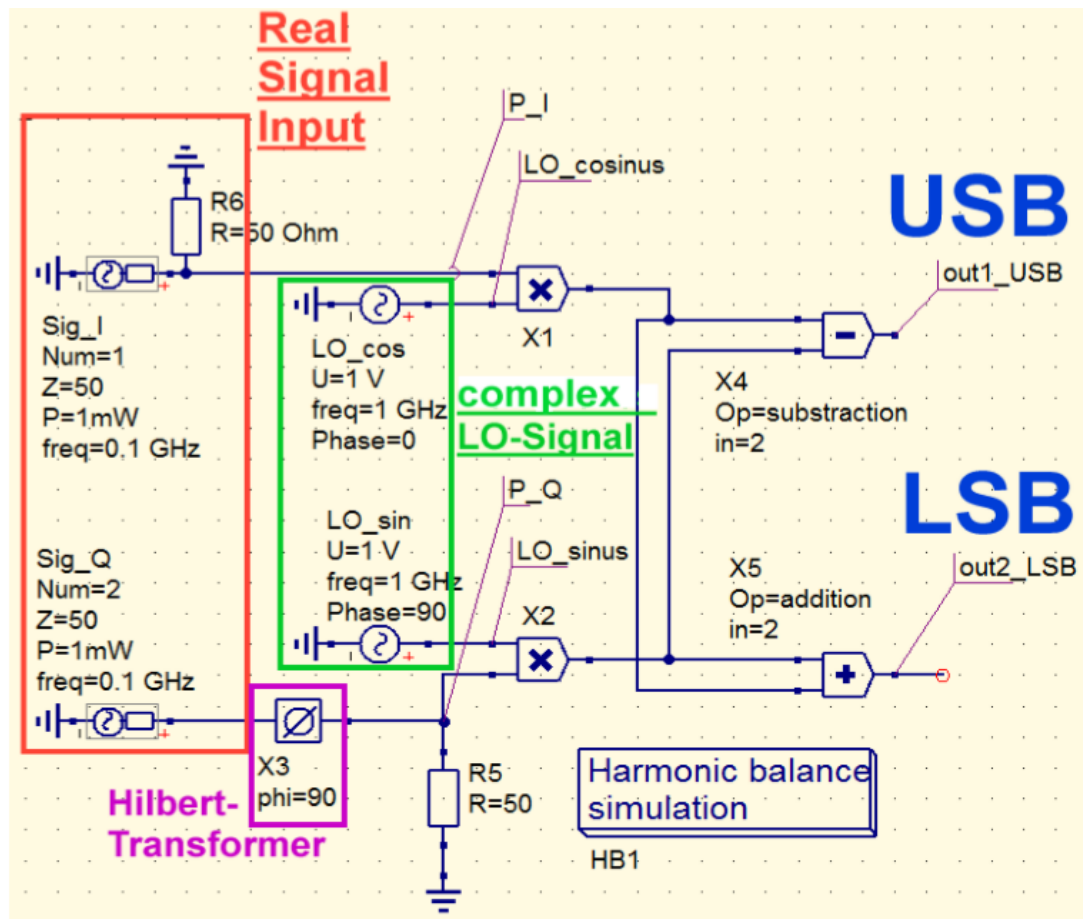 Real
Signal
Input
P_I
LO_cosinus
USB
R6
R=50 Ohm
out1_USB
Sig_I
Num=1
Z=50
P=1mW
freq=0.1 GHz
LO_cos
U=1 V
freq=1 GHz
Phase=0
X1
complex
LO-Signal
X4
Op=substraction
in=2
LSB
P_Q
LO_sin
U=1 V
freq=1 GHz
Phase=90
LO_sinus
out2_LSB
X5
Op=addition
in=2
Sig_Q
Num=2
Z=50
P=1mW
freq=0.1 GHz
X2
X3
phi=90
Hilbert-
Transformer
R5
R=50
Harmonic balance
simulation
HB1